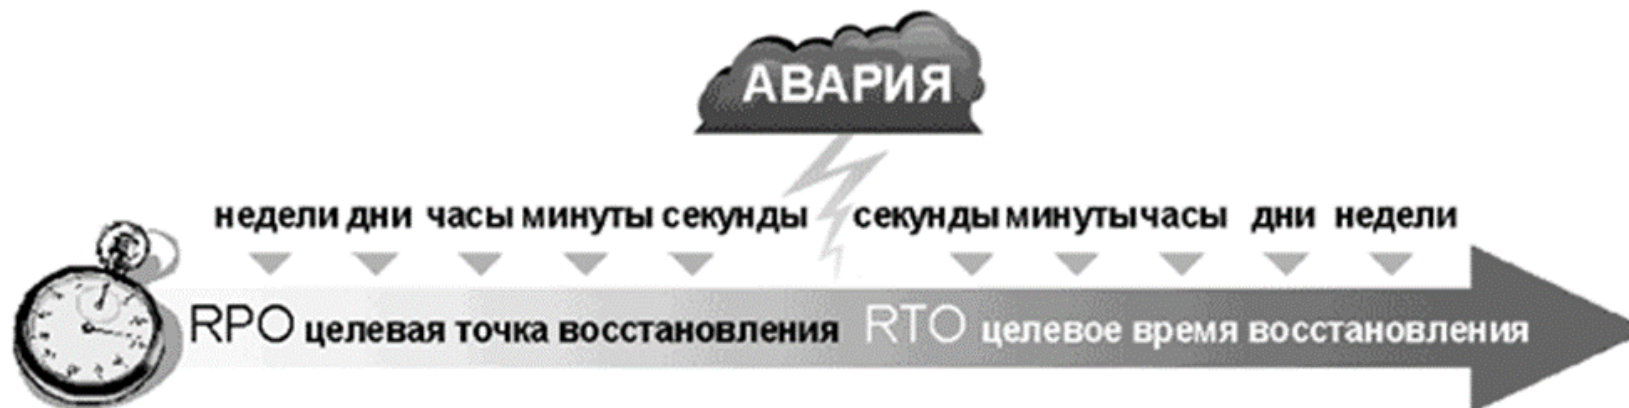 АВАРИЯ
недели дни часы минуты секунды секунды минуты часы дни недели
RPO целевая точка восстановления RTO целевое время восстановления